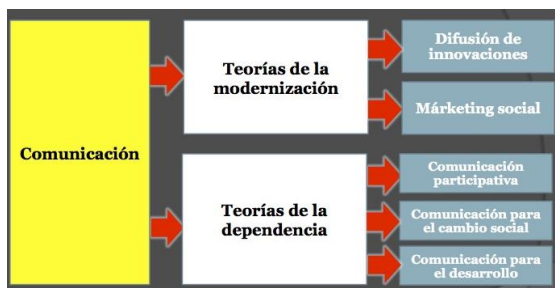 Comunicación
Teorías de la
modernización
Difusión de
innovaciones
Márketing social
Teorías de la
dependencia
Comunicación
participativa
Comunicación para
el cambio social
Comunicación para
el desarrollo